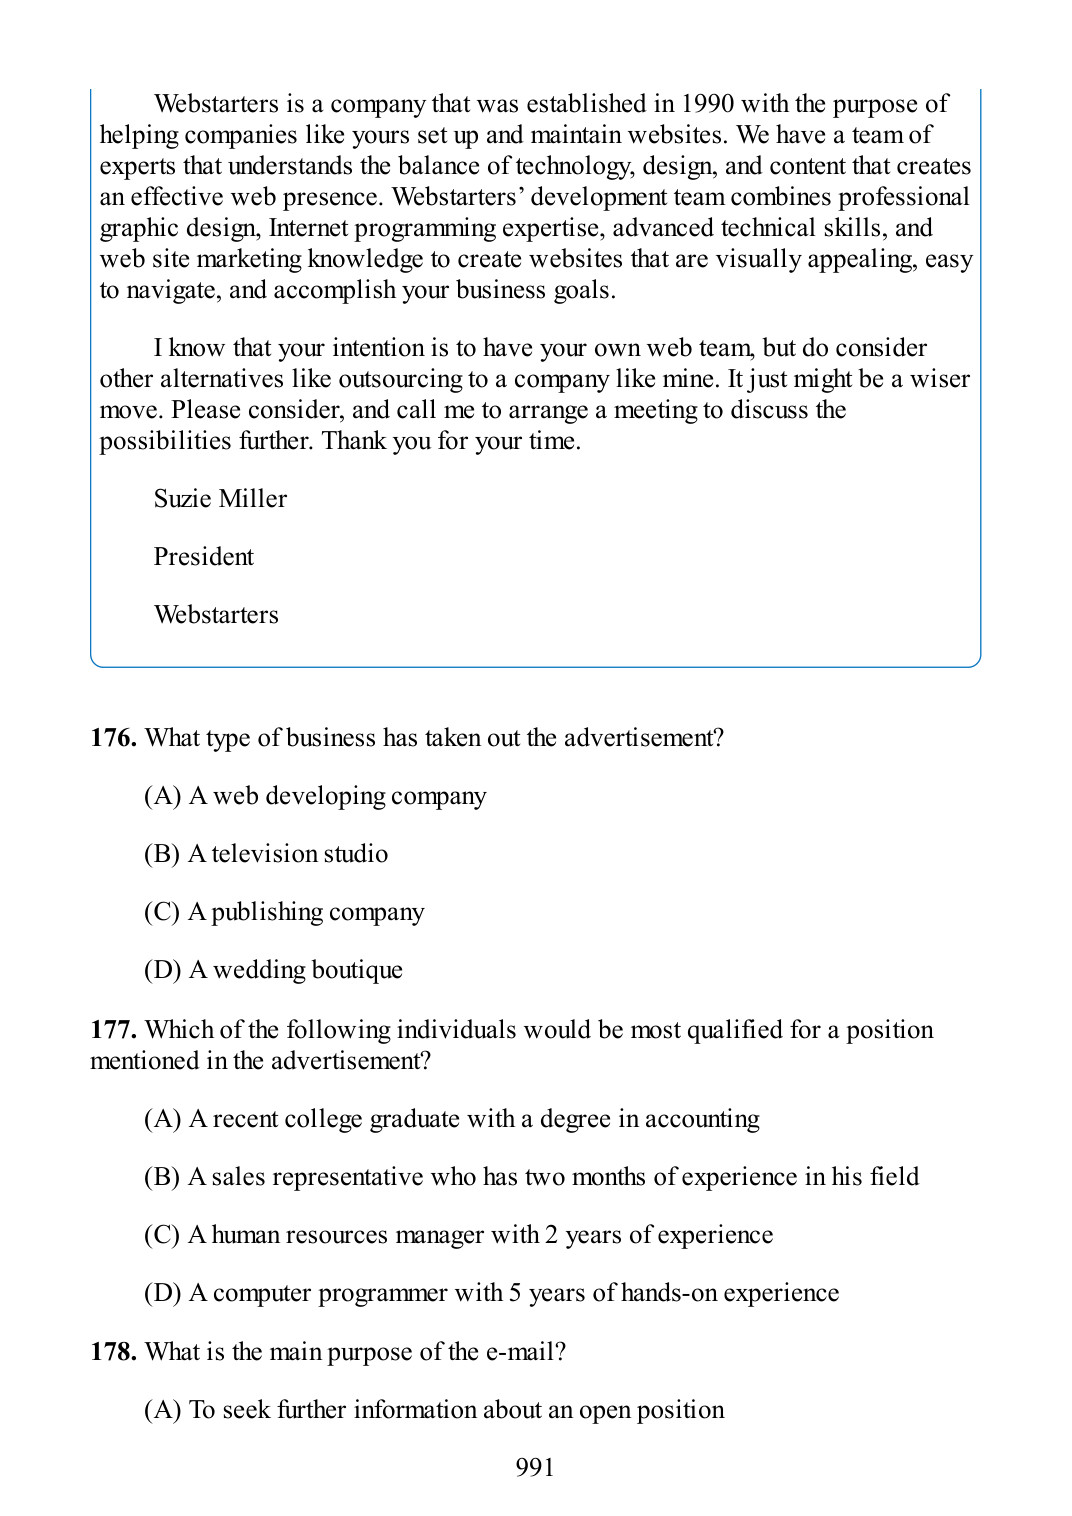 Webstarters is a company that was established in 1990 with the purpose of
helping companies like yours set up and maintain websites. We have a team of
experts that understands the balance of technology, design, and content that creates
an effective web presence. Webstarters’ development team combines professional
graphic design, Internet programming expertise, advanced technical skills, and
web site marketing knowledge to create websites that are visually appealing, easy
to navigate, and accomplish your business goals.
I know that your intention is to have your own web team, but do consider
other alternatives like outsourcing to a company like mine. It just might be a wiser
move. Please consider, and call me to arrange a meeting to discuss the
possibilities further. Thank you for your time.
Suzie Miller
President
Webstarters
176. What type of business has taken out the advertisement?
(A) A web developing company
(B) A television studio
(C) A publishing company
(D) A wedding boutique
177. Which of the following individuals would be most qualified for a position
mentioned in the advertisement?
(A) A recent college graduate with a degree in accounting
(B) A sales representative who has two months of experience in his field
(C) A human resources manager with 2 years of experience
(D) A computer programmer with 5 years of hands-on experience
178. What is the main purpose of the e-mail?
(A) To seek further information about an open position
991